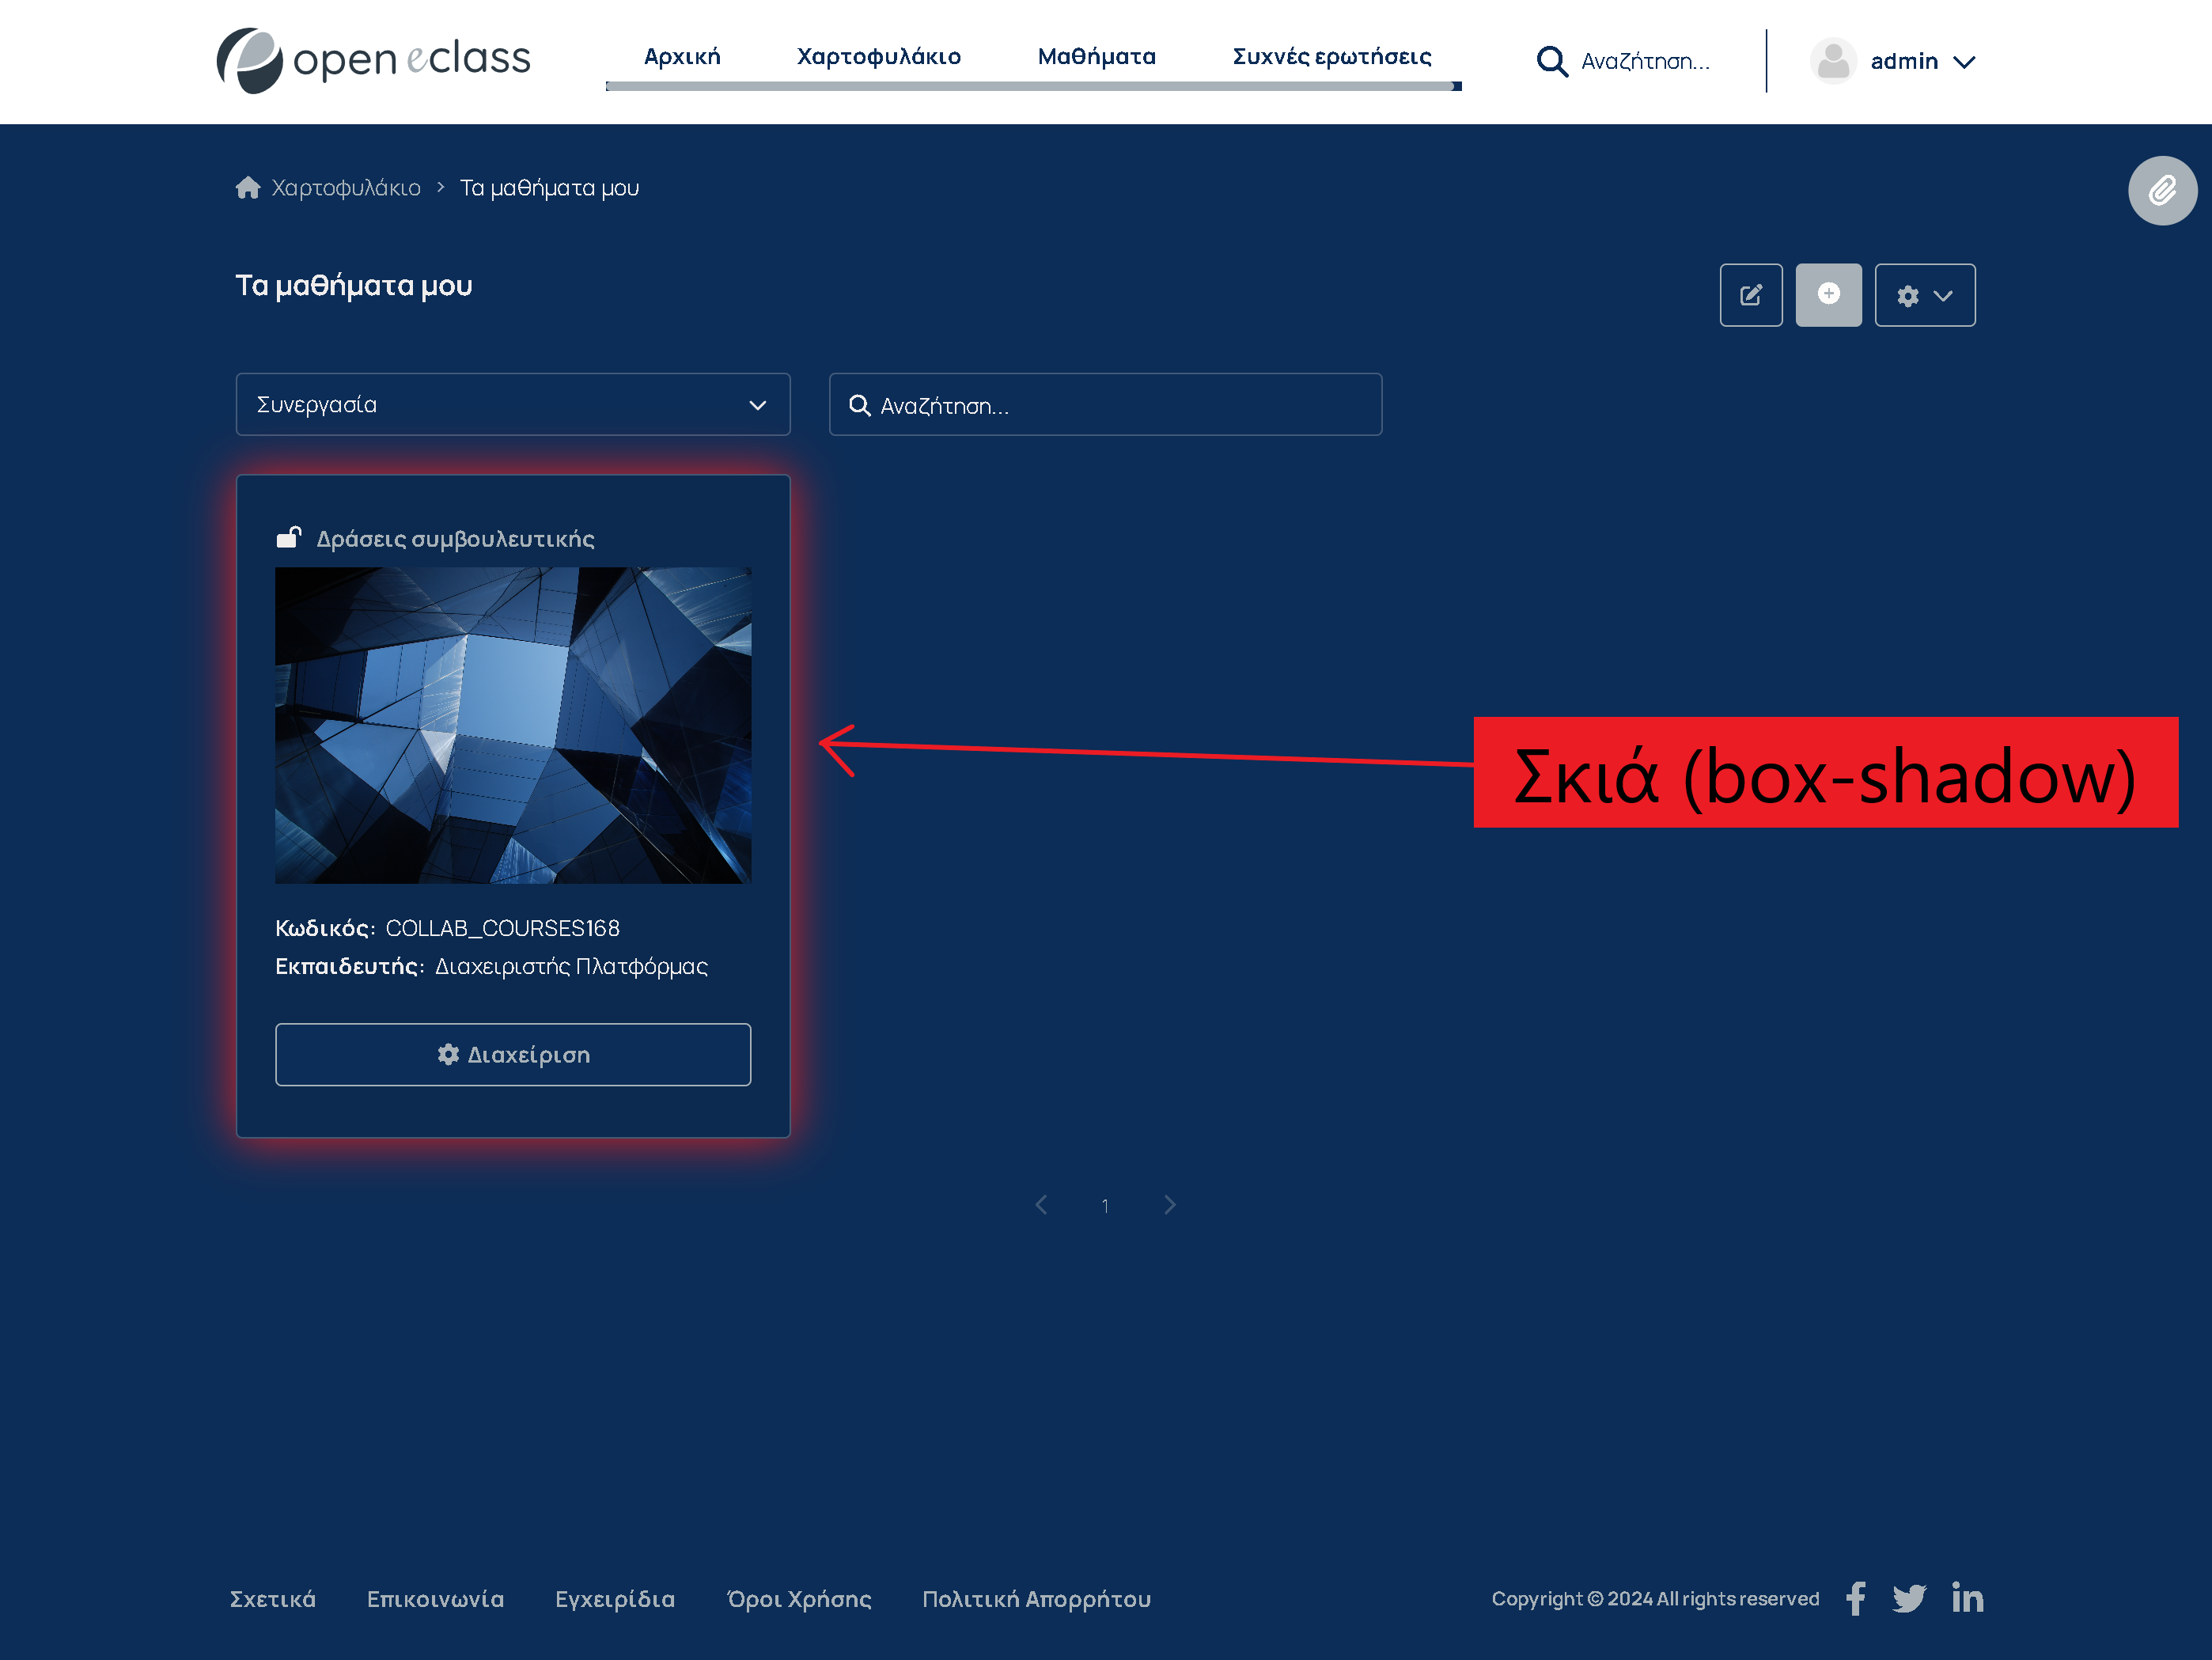 open eclass
Αρχική Χαρτοφυλάκιο Μαθήματα Συχνές ερωτήσεις
Αναζήτηση...
admin
Χαρτοφυλάκιο > Τα μαθήματα μου
Τα μαθήματα μου
Συνεργασία
Αναζήτηση...
Δράσεις συμβουλευτικής
Σκιά (box-shadow)
Κωδικός: COLLAB_COURSES168
Εκπαιδευτής: Διαχειριστής Πλατφόρμας
Διαχείριση
1
Σχετικά Επικοινωνία Εγχειρίδια Όροι Χρήσης Πολιτική Απορρήτου
Copyright © 2024 All rights reserved